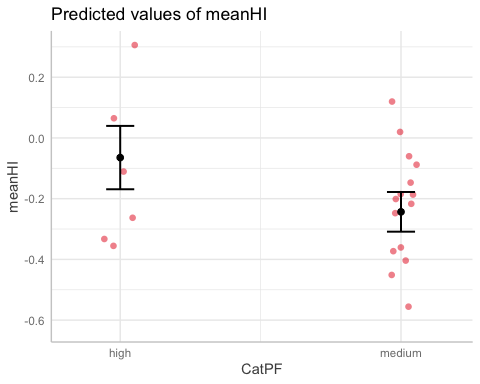 Predicted values of meanHI
meanHI
0.2
0.0
-0.2
-0.4
-0.6
high
medium
CatPF